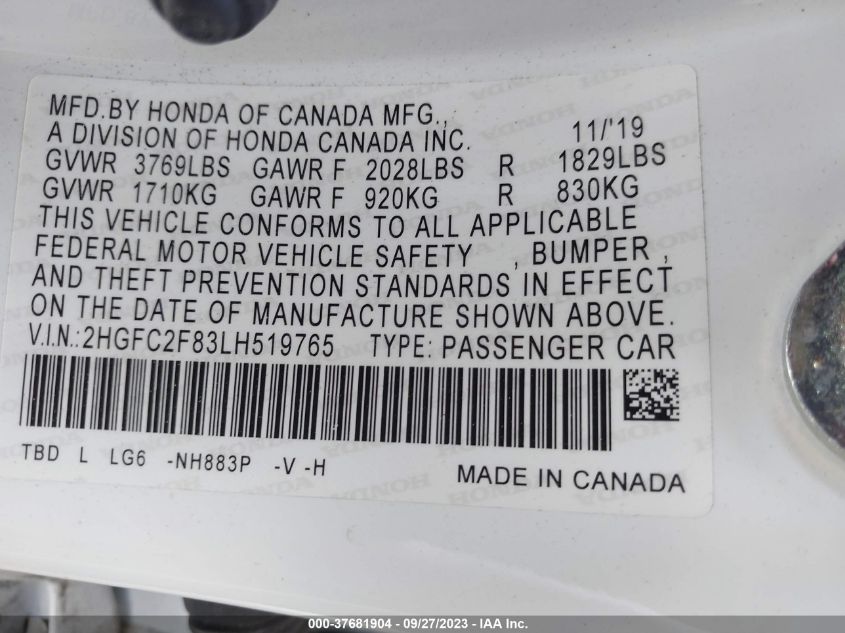 MFD.BY HONDA OF CANADA MFG.,
A DIVISION OF HONDA CANADA INC. 11/'19
GVWR 3769LBS GAWR F 2028LBS R 1829LBS
GVWR 1710KG GAWR F 920KG R 830KG
THIS VEHICLE CONFORMS TO ALL APPLICABLE
FEDERAL MOTOR VEHICLE SAFETY , BUMPER ,
AND THEFT PREVENTION STANDARDS IN EFFECT
ON THE DATE OF MANUFACTURE SHOWN ABOVE.
V.I.N.:2HGFC2F83LH519765 TYPE: PASSENGER CAR
TBD L LG6 -NH883P -V -H
MADE IN CANADA
000-37681904 - 09/27/2023 - IAA Inc.